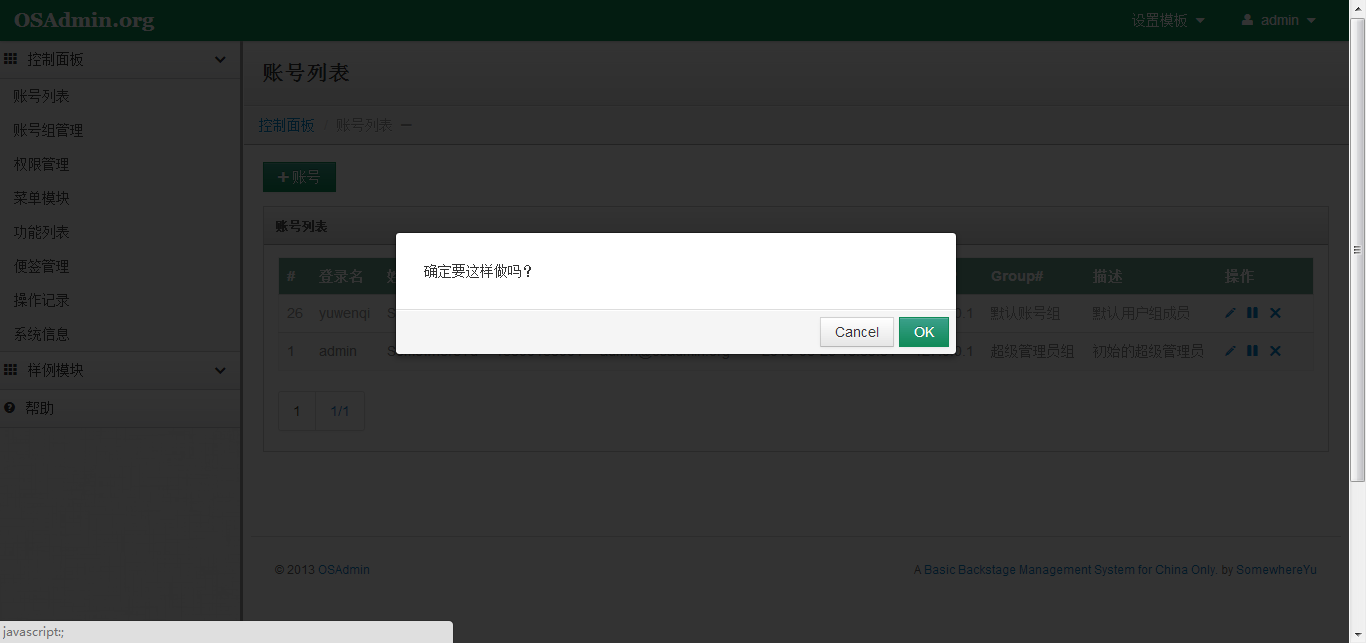 OSAdmin.org 设置模板 admin
控制面板
账号列表
账号组管理
权限管理
菜单模块
功能列表
便签管理
操作记录
系统信息
样例模块
帮助
账号列表
控制面板 / 账号列表
账号
账号列表
# 登录名 Group# 描述 操作
26 yuwenqi 默认账号组 默认用户组成员
1 admin 超级管理员组 初始的超级管理员
1 1/1
确定要这样做吗？
Cancel OK
© 2013 OSAdmin A Basic Backstage Management System for China Only. by SomewhereYu
javascript:;